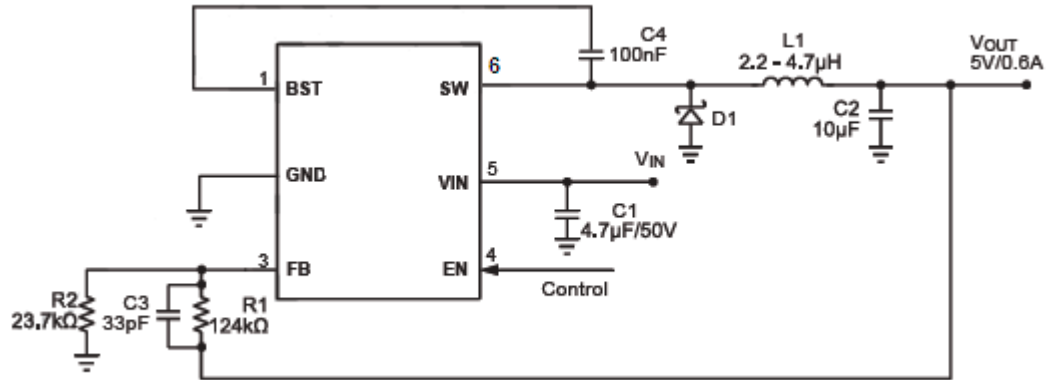 C4
100nF
L1
2.2 - 4.7µH
VOUT
5V/0.6A
1
BST
6
SW
D1
C2
10µF
GND
VIN
5
VIN
C1
4.7µF/50V
3
FB
EN
4
Control
R2
23.7kΩ
C3
33pF
R1
124kΩ